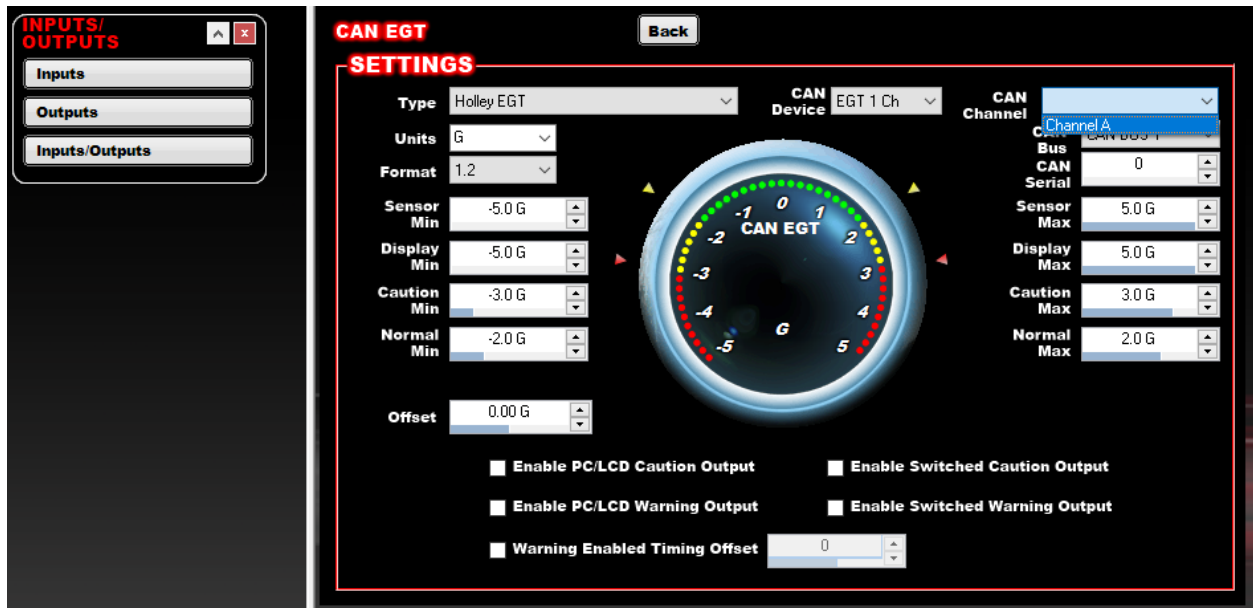 INPUTS/
OUTPUTS
x
Inputs
Outputs
Inputs/Outputs
CAN EGT
Back
SETTINGS
Type
Holley EGT
CAN
Device
EGT 1 Ch
CAN
Channel
Channel A
Units
G
CAN
Bus
CAN BUS 1
Format
1.2
CAN
Serial
0
Sensor
Min
-5.0 G
Sensor
Max
5.0 G
Display
Min
-5.0 G
Display
Max
5.0 G
Caution
Min
-3.0 G
Caution
Max
3.0 G
Normal
Min
-2.0 G
Normal
Max
2.0 G
-1 0 1
CAN EGT
-2 2
-3 3
-4 4
G
-5 5
Offset
0.00 G
Enable PC/LCD Caution Output
Enable Switched Caution Output
Enable PC/LCD Warning Output
Enable Switched Warning Output
Warning Enabled Timing Offset
0